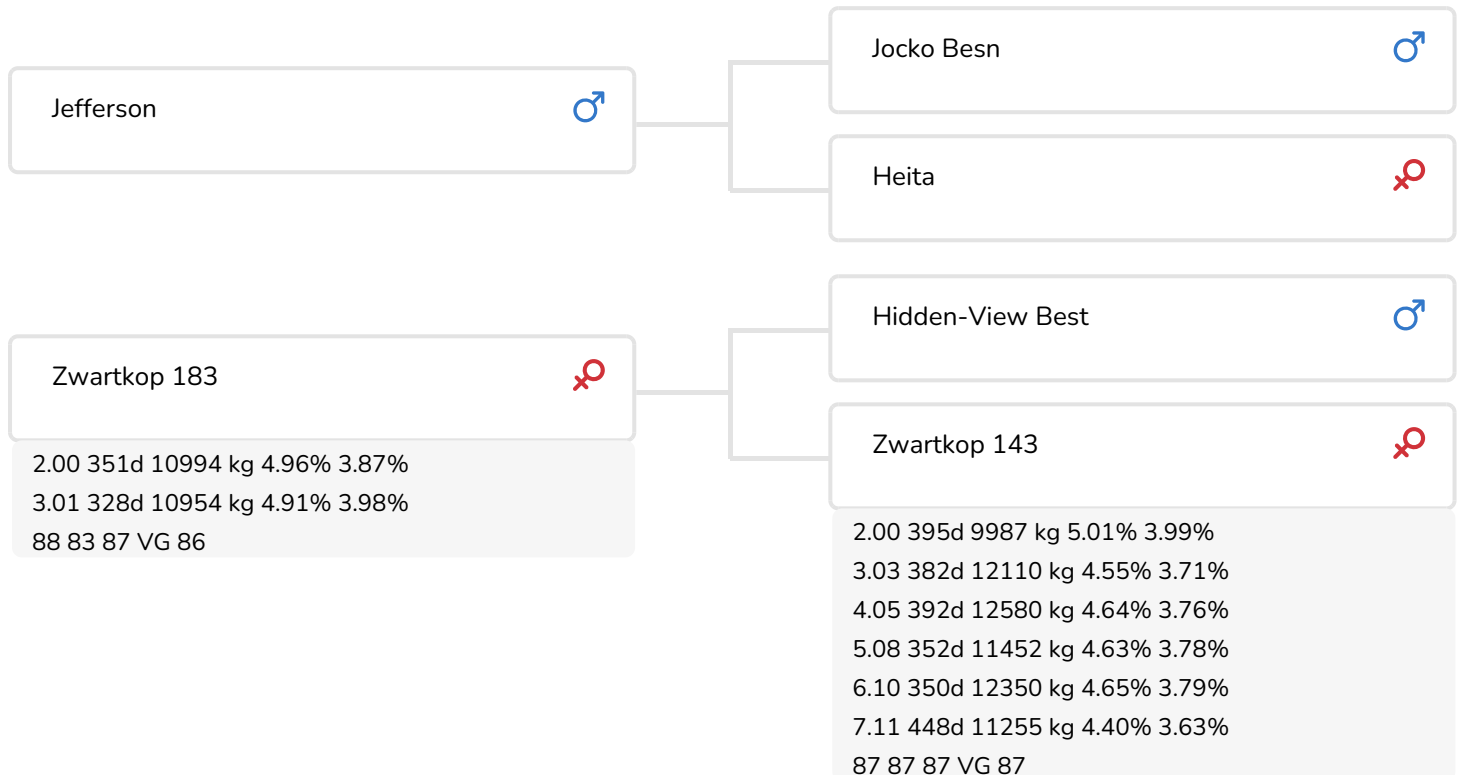 Jefferson
Jocko Besn
Heita
Zwartkop 183
2.00 351d 10994 kg 4.96% 3.87%
3.01 328d 10954 kg 4.91% 3.98%
88 83 87 VG 86
Hidden-View Best
Zwartkop 143
2.00 395d 9987 kg 5.01% 3.99%
3.03 382d 12110 kg 4.55% 3.71%
4.05 392d 12580 kg 4.64% 3.76%
5.08 352d 11452 kg 4.63% 3.78%
6.10 350d 12350 kg 4.65% 3.79%
7.11 448d 11255 kg 4.40% 3.63%
87 87 87 VG 87